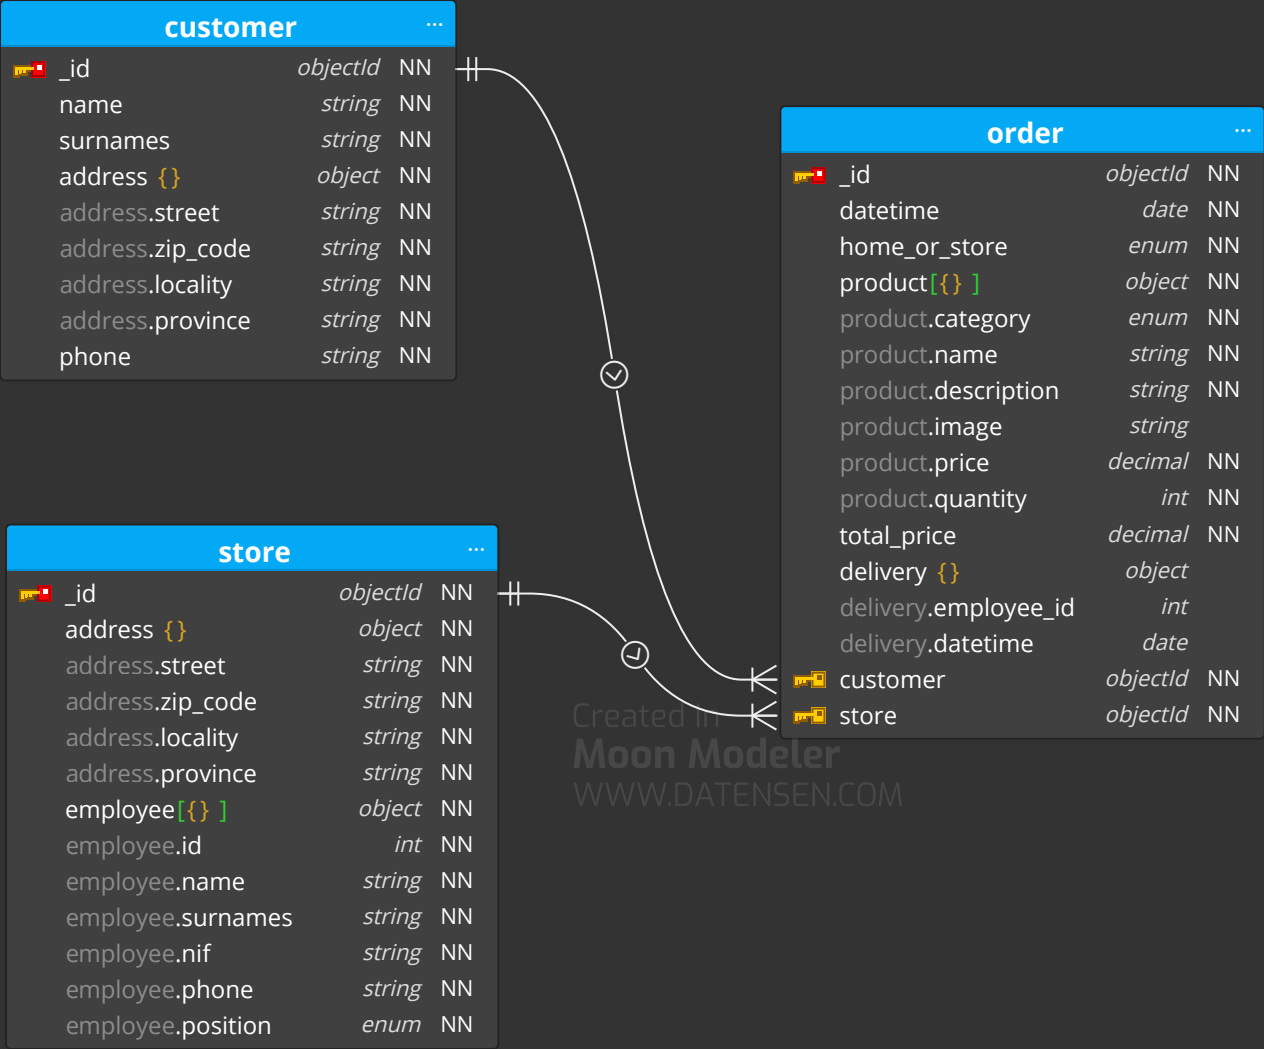 customer ...
_id objectId NN
name string NN
surnames string NN
address {} object NN
address.street string NN
address.zip_code string NN
address.locality string NN
address.province string NN
phone string NN
order ...
_id objectId NN
datetime date NN
home_or_store enum NN
product[{} ] object NN
product.category enum NN
product.name string NN
product.description string NN
product.image string
product.price decimal NN
product.quantity int NN
total_price decimal NN
delivery {} object
delivery.employee_id int
delivery.datetime date
customer objectId NN
store objectId NN
store ...
_id objectId NN
address {} object NN
address.street string NN
address.zip_code string NN
address.locality string NN
address.province string NN
employee[{} ] object NN
employee.id int NN
employee.name string NN
employee.surnames string NN
employee.nif string NN
employee.phone string NN
employee.position enum NN
Created in
Moon Modeler
WWW.DATENSEN.COM